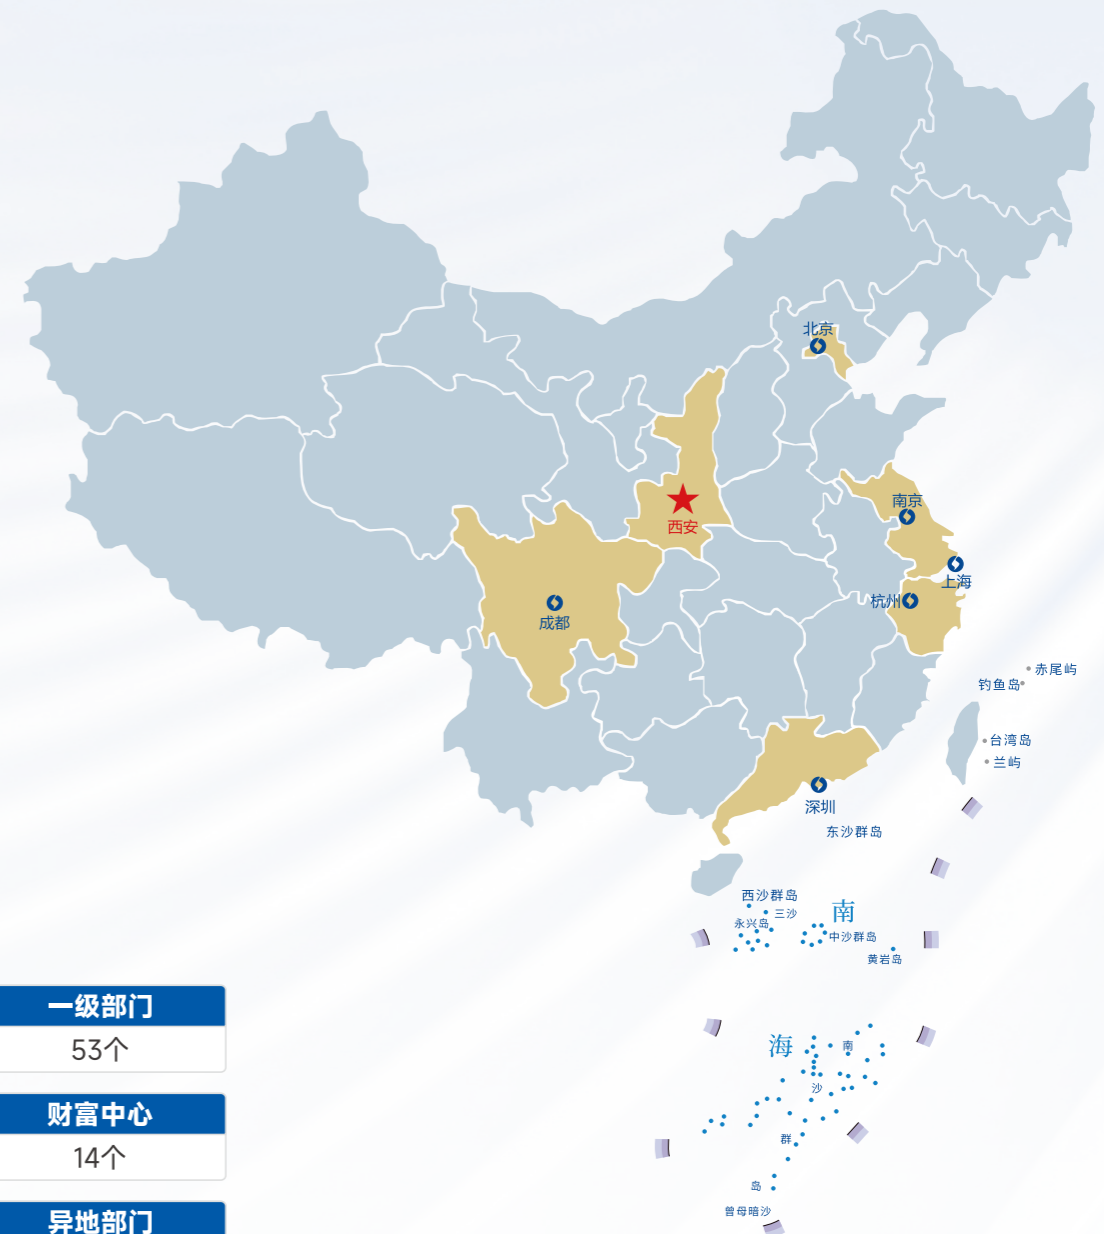 北京
南京
西安
上海
杭州
成都
赤尾屿
钓鱼岛
台湾岛
兰屿
深圳
东沙群岛
西沙群岛
三沙
南
永兴岛
中沙群岛
黄岩岛
一级部门
53个
海
南
沙
财富中心
群
14个
岛
曾母暗沙
异地部门